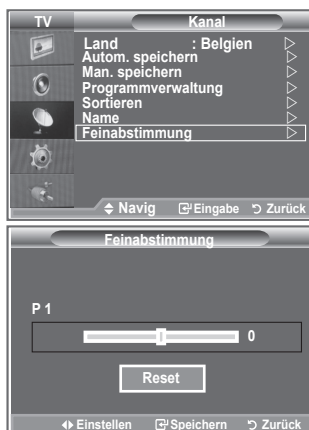 TV Kanal
Land : Belgien
Autom. speichern
Man. speichern
Programmverwaltung
Sortieren
Name
Feinabstimmung
Navig Eingabe Zurück
Feinabstimmung
P 1
0
Reset
Einstellen Speichern Zurück